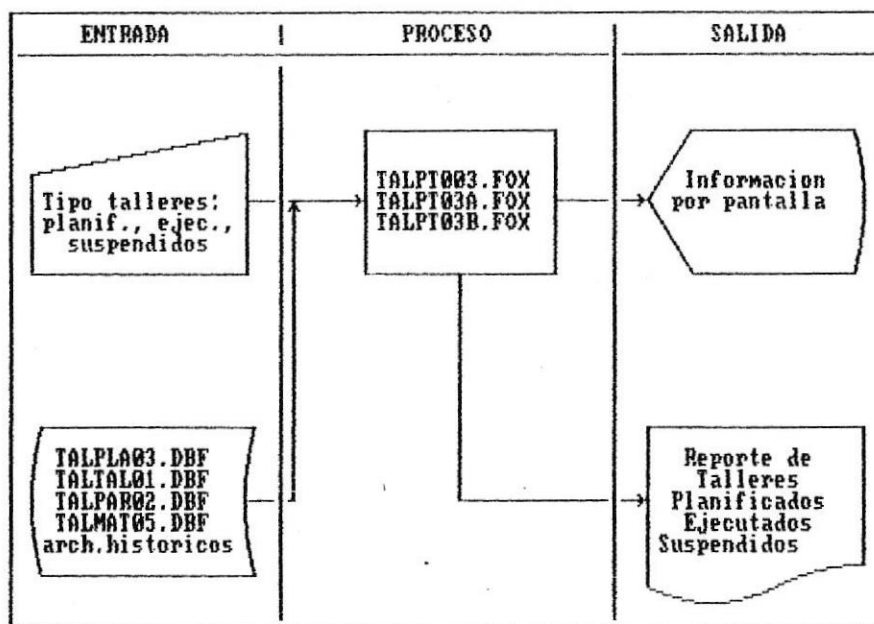 ENTRADA | PROCESO SALIDA
Tipo talleres:
planif., ejec.,
suspendidos
TALPT003.FOX
TALPT03A.FOX
TALPT03B.FOX
Informacion
por pantalla
TALPLA03.DBF
TALTAL01.DBF
TALPAR02.DBF
TALMAT05.DBF
arch.historicos
Reporte de
Talleres
Planificados
Ejecutados
Suspendidos